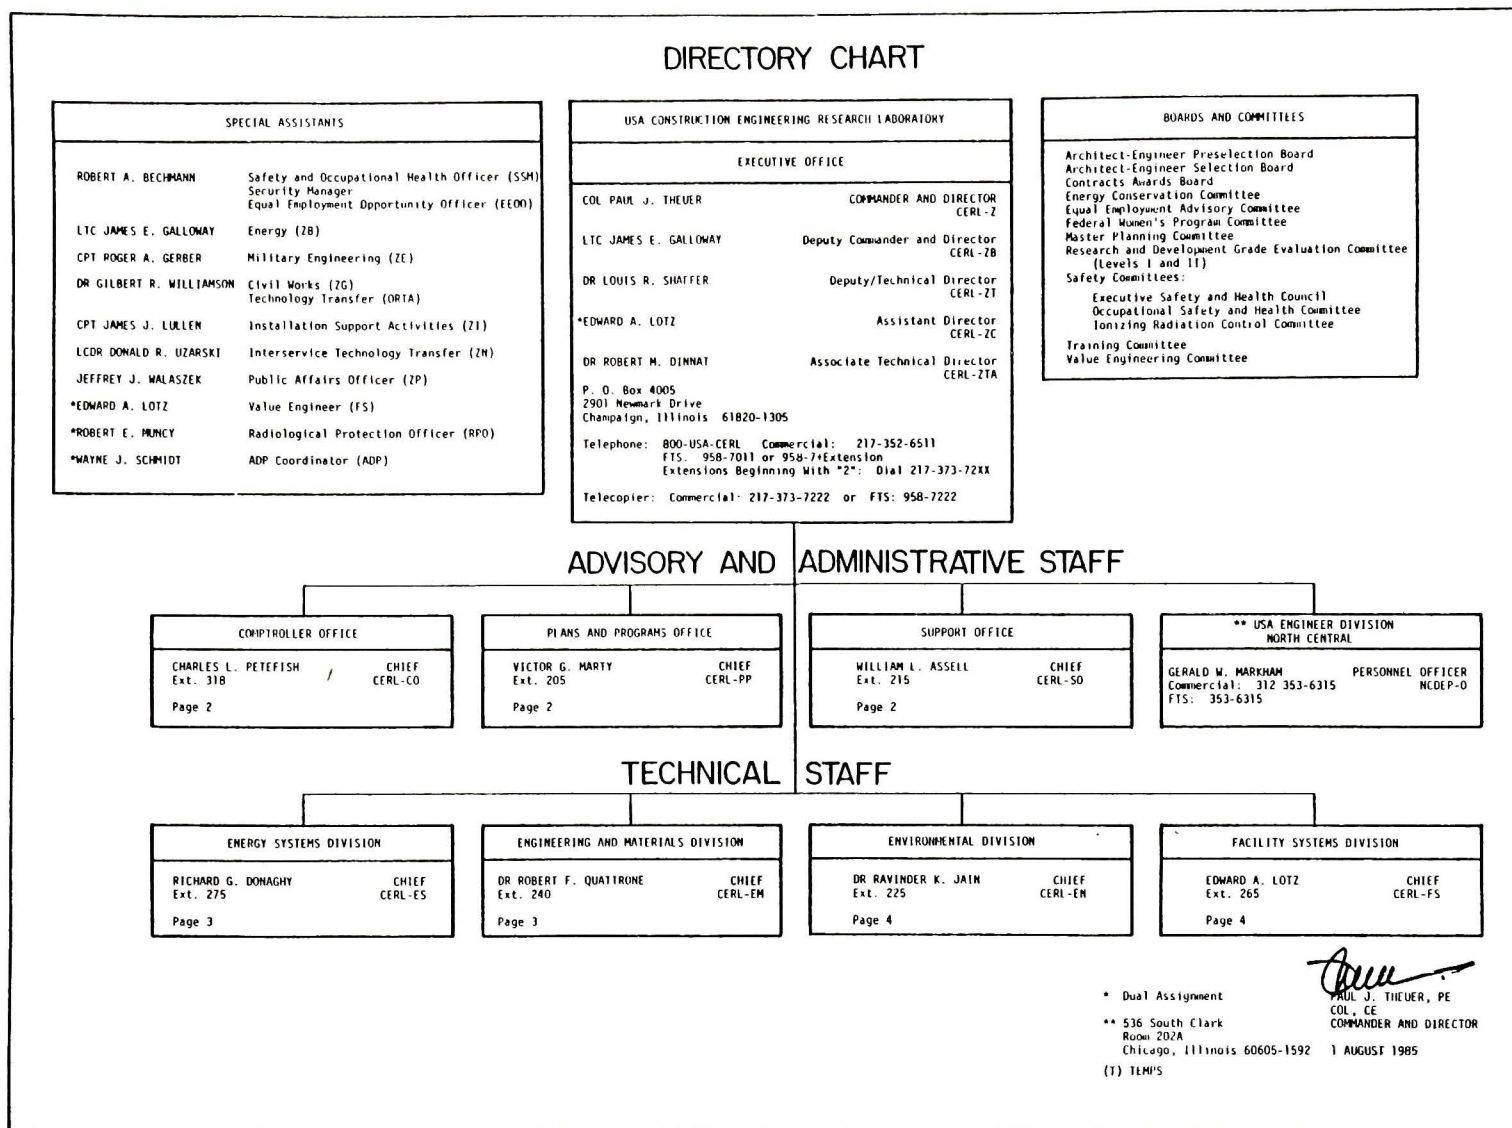 DIRECTORY CHART
SPECIAL ASSISTANTS
ROBERT A. BECHMANN Safety and Occupational Health Officer (SSM)
Security Manager
Equal Employment Opportunity Officer (EEOO)
LTC JAMES E. GALLOWAY Energy (ZB)
CPT ROGER A. GERBER Military Engineering (ZE)
DR GILBERT R. WILLIAMSON Civil Works (ZG)
Technology Transfer (ORTA)
CPT JAMES J. LULLEN Installation Support Activities (ZI)
LCDR DONALD R. UZARSKI Interservice Technology Transfer (ZN)
JEFFREY J. WALASZEK Public Affairs Officer (ZP)
*EDWARD A. LOTZ Value Engineer (FS)
*ROBERT E. MUNCY Radiological Protection Officer (RPO)
*WAYNE J. SCHMIDT ADP Coordinator (ADP)
USA CONSTRUCTION ENGINEERING RESEARCH LABORATORY
EXECUTIVE OFFICE
COL PAUL J. THEUER COMMANDER AND DIRECTOR
CERL-Z
LTC JAMES E. GALLOWAY Deputy Commander and Director
CERL-ZB
DR LOUIS R. SHAFFER Deputy/Technical Director
CERL-ZT
*EDWARD A. LOTZ Assistant Director
CERL-ZC
DR ROBERT M. DINNAT Associate Technical Director
CERL-ZTA
P. O. Box 4005
2901 Newmark Drive
Champaign, Illinois 61820-1305
Telephone: 800-USA-CERL Commercial: 217-352-6511
FTS. 958-7011 or 958-7+Extension
Extensions Beginning With "2": Dial 217-373-72XX
Telecopier: Commercial: 217-373-7222 or FTS: 958-7222
BOARDS AND COMMITTEES
Architect-Engineer Preselection Board
Architect-Engineer Selection Board
Contracts Awards Board
Energy Conservation Committee
Equal Employment Advisory Committee
Federal Women's Program Committee
Master Planning Committee
Research and Development Grade Evaluation Committee
(Levels I and II)
Safety Committees:
Executive Safety and Health Council
Occupational Safety and Health Committee
Ionizing Radiation Control Committee
Training Committee
Value Engineering Committee
ADVISORY AND ADMINISTRATIVE STAFF
COMPTROLLER OFFICE
CHARLES L. PETEFISH CHIEF
Ext. 318 CERL-CO
Page 2
PLANS AND PROGRAMS OFFICE
VICTOR G. MARTY CHIEF
Ext. 205 CERL-PP
Page 2
SUPPORT OFFICE
WILLIAM L. ASSELL CHIEF
Ext. 215 CERL-SO
Page 2
** USA ENGINEER DIVISION
NORTH CENTRAL
GERALD W. MARKHAM PERSONNEL OFFICER
Commercial: 312 353-6315 NCDEP-O
FTS: 353-6315
TECHNICAL STAFF
ENERGY SYSTEMS DIVISION
RICHARD G. DONAGHY CHIEF
Ext. 275 CERL-ES
Page 3
ENGINEERING AND MATERIALS DIVISION
DR ROBERT F. QUATTRONE CHIEF
Ext. 240 CERL-EM
Page 3
ENVIRONMENTAL DIVISION
DR RAVINDER K. JAIN CHIEF
Ext. 225 CERL-EN
Page 4
FACILITY SYSTEMS DIVISION
EDWARD A. LOTZ CHIEF
Ext. 265 CERL-FS
Page 4
* Dual Assignment
** 536 South Clark
Room 202A
Chicago, Illinois 60605-1592
(T) TEMPS
PAUL J. THEUER, PE
COL, CE
COMMANDER AND DIRECTOR
1 AUGUST 1985